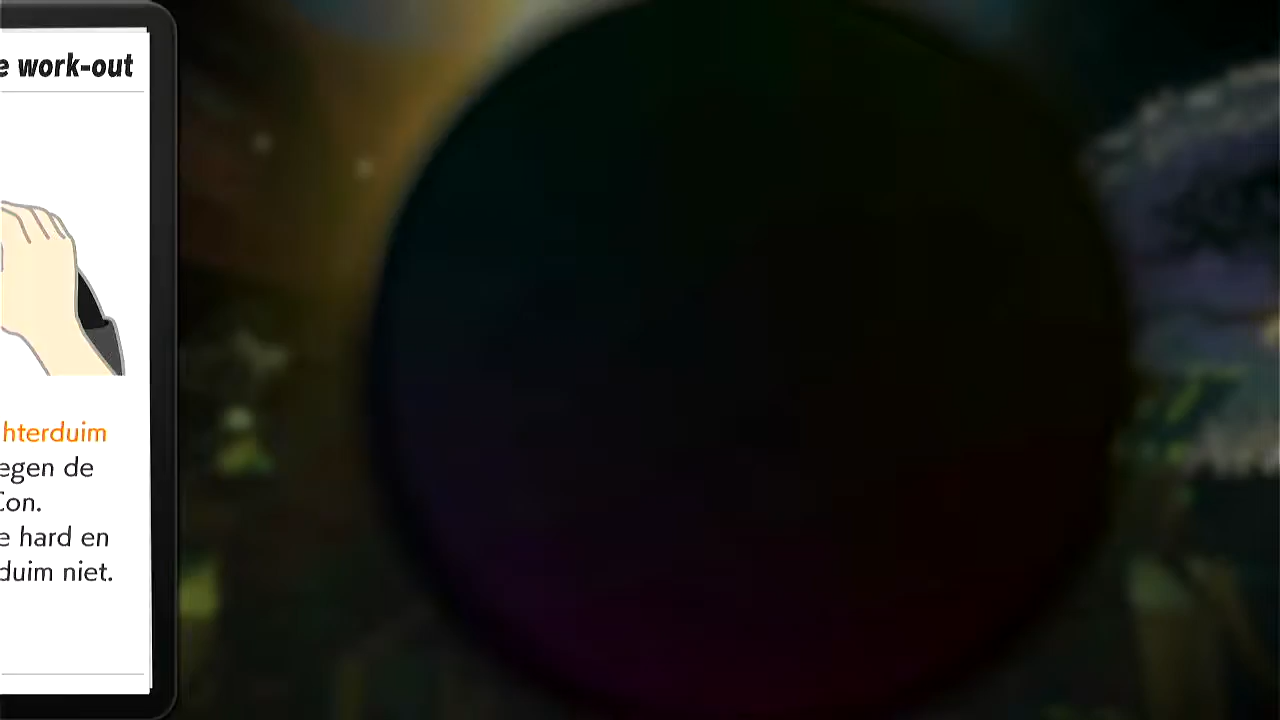 e work-out
hterduim
egen de
Con.
e hard en
duim niet.